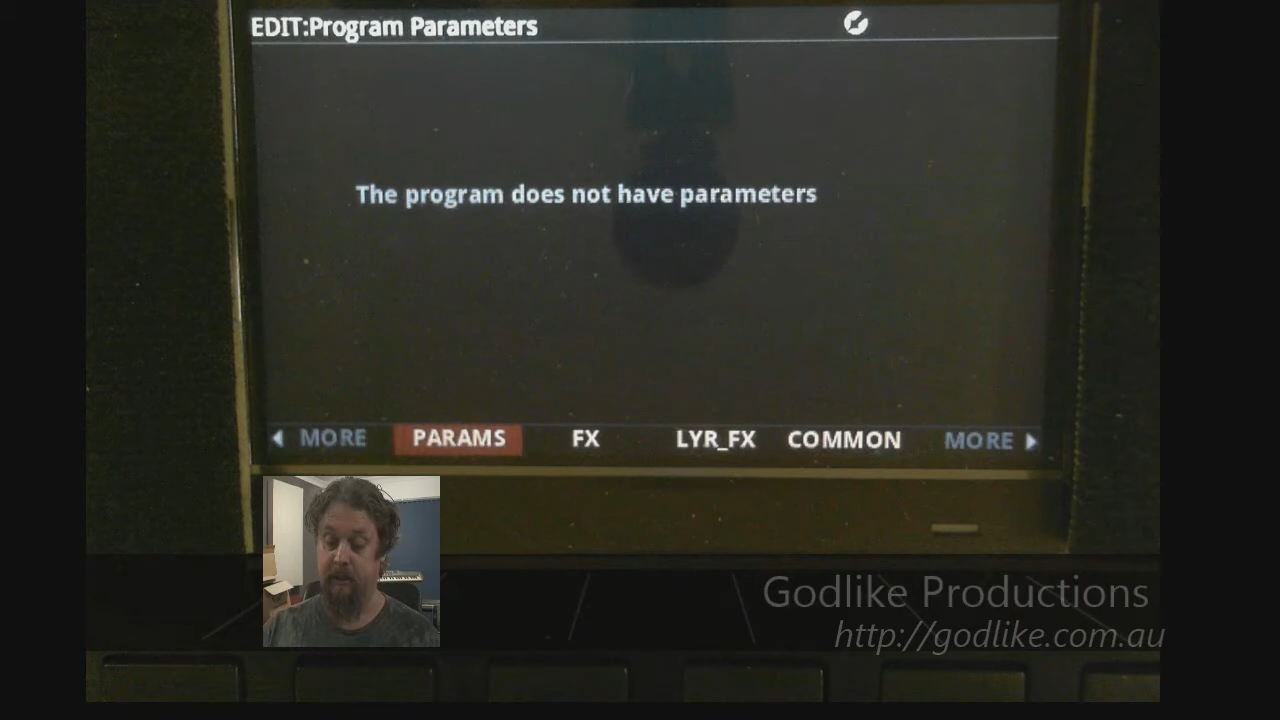 EDIT:Program Parameters
The program does not have parameters
MORE PARAMS FX LYR_FX COMMON MORE
Godlike Productions
http://godlike.com.au